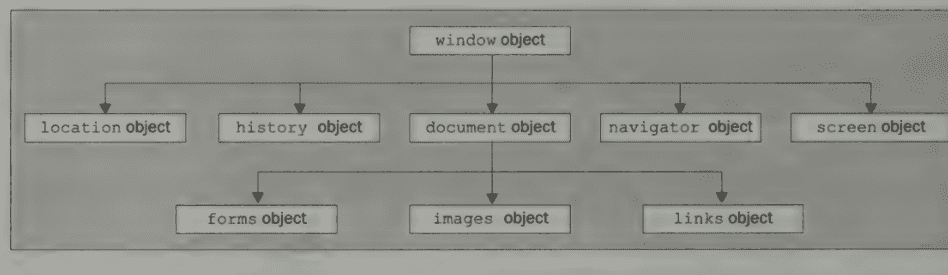 window object
location object
history object
document object
navigator object
screen object
forms object
images object
links object